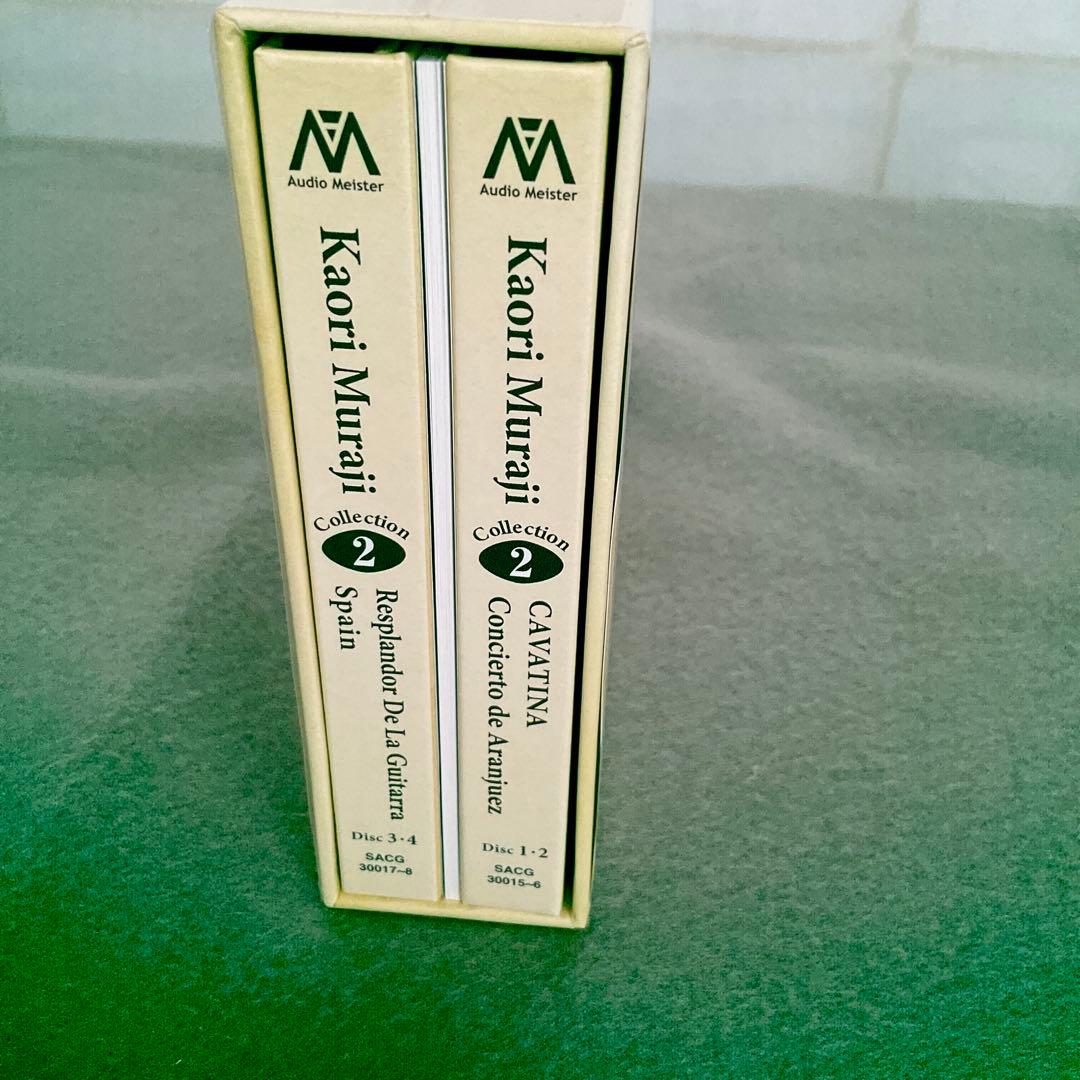 Audio Meister
Kaori Muraji
Collection
2
Resplandor De La Guitarra
Spain
Disc 3・4
SACG
30017~8
Audio Meister
Kaori Muraji
Collection
2
CAVATINA
Concierto de Aranjuez
Disc 1・2
SACG
30015~6